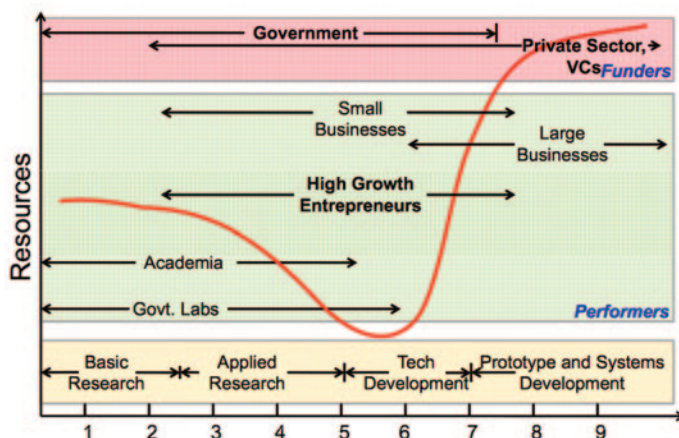 Government
Private Sector,
VCs
Funders
Small
Businesses
Large
Businesses
High Growth
Entrepreneurs
Academia
Govt. Labs
Performers
Resources
Basic
Research
Applied
Research
Tech
Development
Prototype and Systems
Development
1 2 3 4 5 6 7 8 9